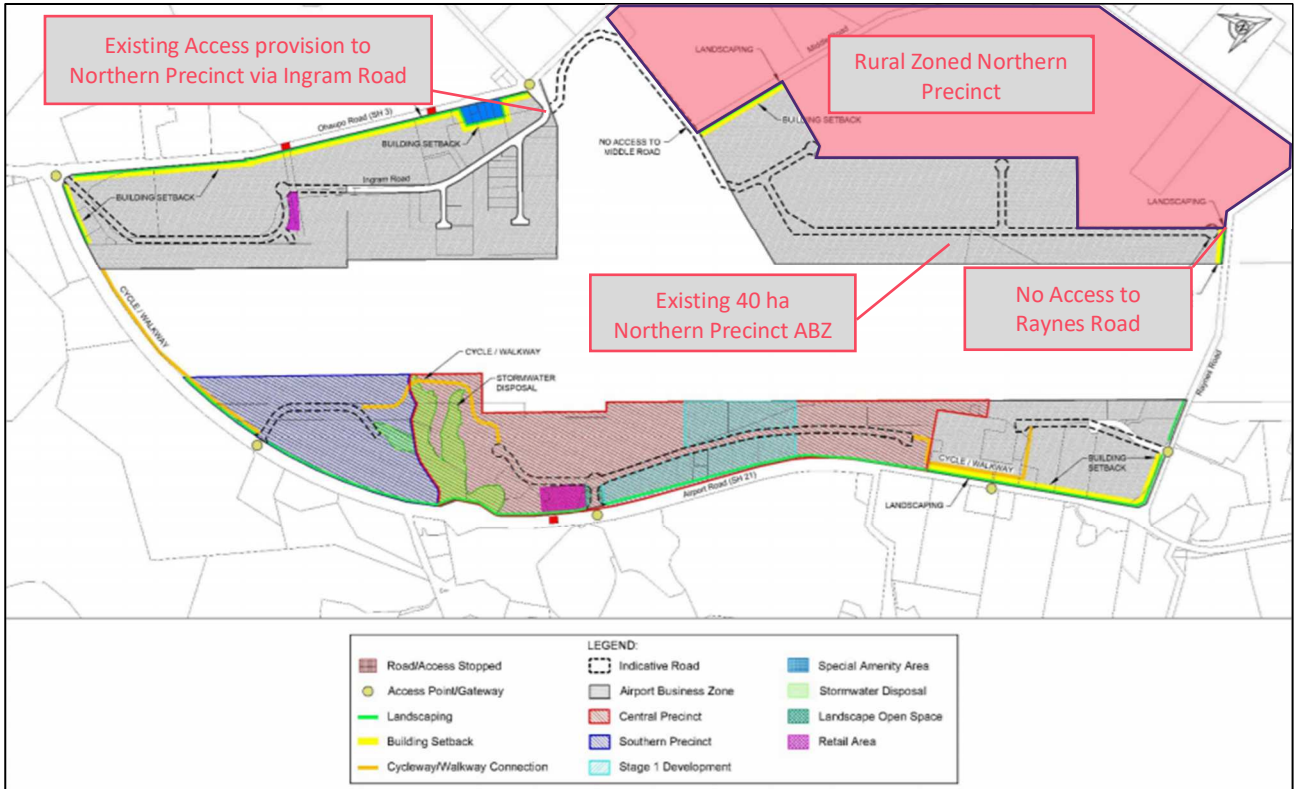 Existing Access provision to
Northern Precinct via Ingram Road
LANDSCAPING
Middle Road
Rural Zoned Northern
Precinct
Ohaupo Road (SH 3)
BUILDING SETBACK
BUILDING SETBACK
NO ACCESS TO
MIDDLE ROAD
Ingram Road
BUILDING SETBACK
LANDSCAPING
Existing 40 ha
Northern Precinct ABZ
No Access to
Raynes Road
CYCLE / WALKWAY
CYCLE / WALKWAY
STORMWATER
DISPOSAL
Raynes Road
CYCLE / WALKWAY
BUILDING
SETBACK
Airport Road (SH 21)
LANDSCAPING
LEGEND:
Road/Access Stopped
Access Point/Gateway
Landscaping
Building Setback
Cycleway/Walkway Connection
Indicative Road
Airport Business Zone
Central Precinct
Southern Precinct
Stage 1 Development
Special Amenity Area
Stormwater Disposal
Landscape Open Space
Retail Area